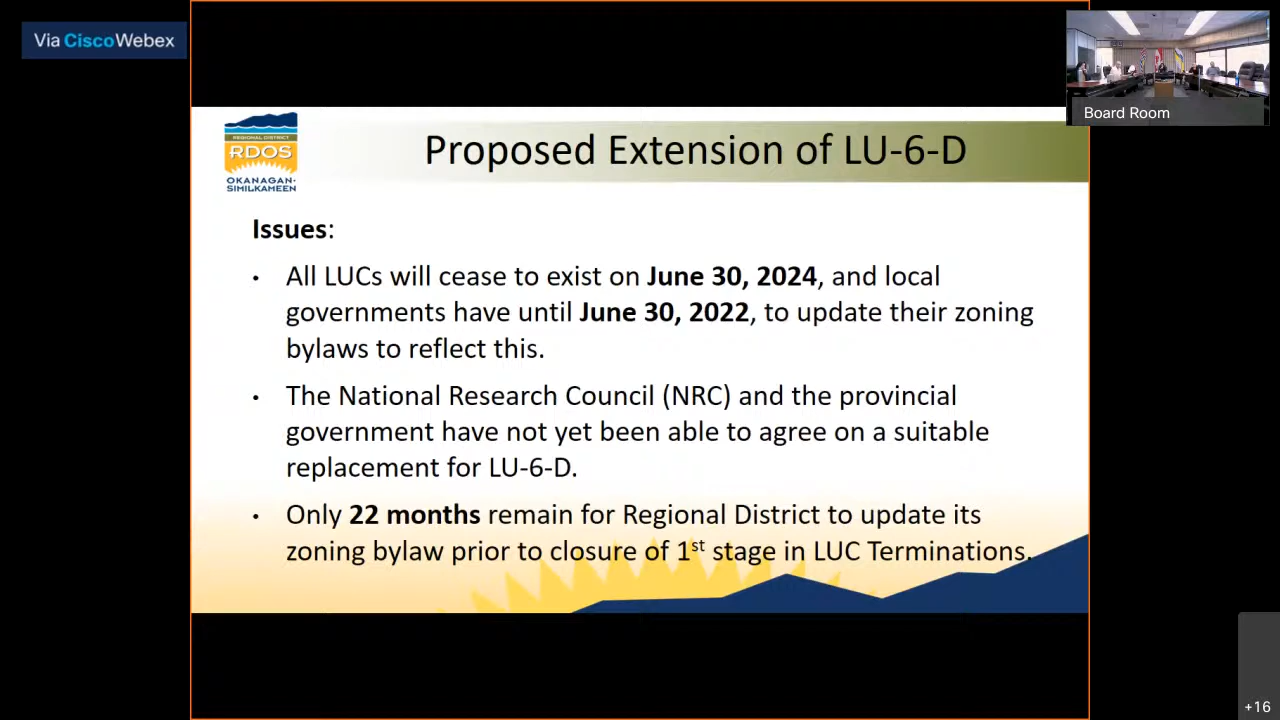 Via CiscoWebex
Board Room
REGIONAL DISTRICT
RDOS
OKANAGAN·
SIMILKAMEEN
Proposed Extension of LU-6-D
Issues:
• All LUCs will cease to exist on June 30, 2024, and local
governments have until June 30, 2022, to update their zoning
bylaws to reflect this.
• The National Research Council (NRC) and the provincial
government have not yet been able to agree on a suitable
replacement for LU-6-D.
• Only 22 months remain for Regional District to update its
zoning bylaw prior to closure of 1st stage in LUC Terminations.
+16